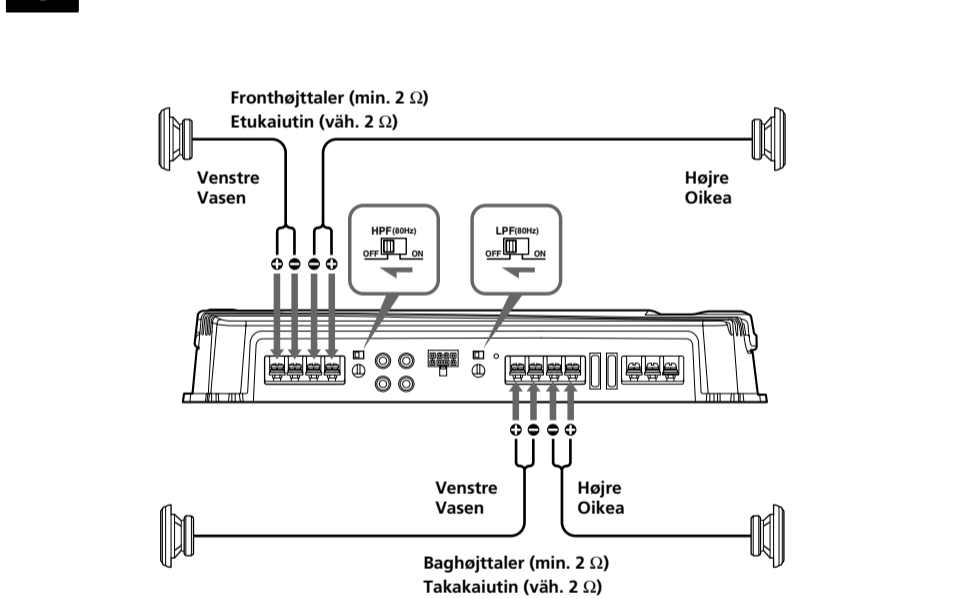 Fronthøjttaler (min. 2 Ω)
Etukaiutin (väh. 2 Ω)
Venstre
Vasen
Højre
Oikea
HPF(80Hz)
OFF ON
LPF(80Hz)
OFF ON
Venstre
Vasen
Højre
Oikea
Baghøjttaler (min. 2 Ω)
Takakaiutin (väh. 2 Ω)